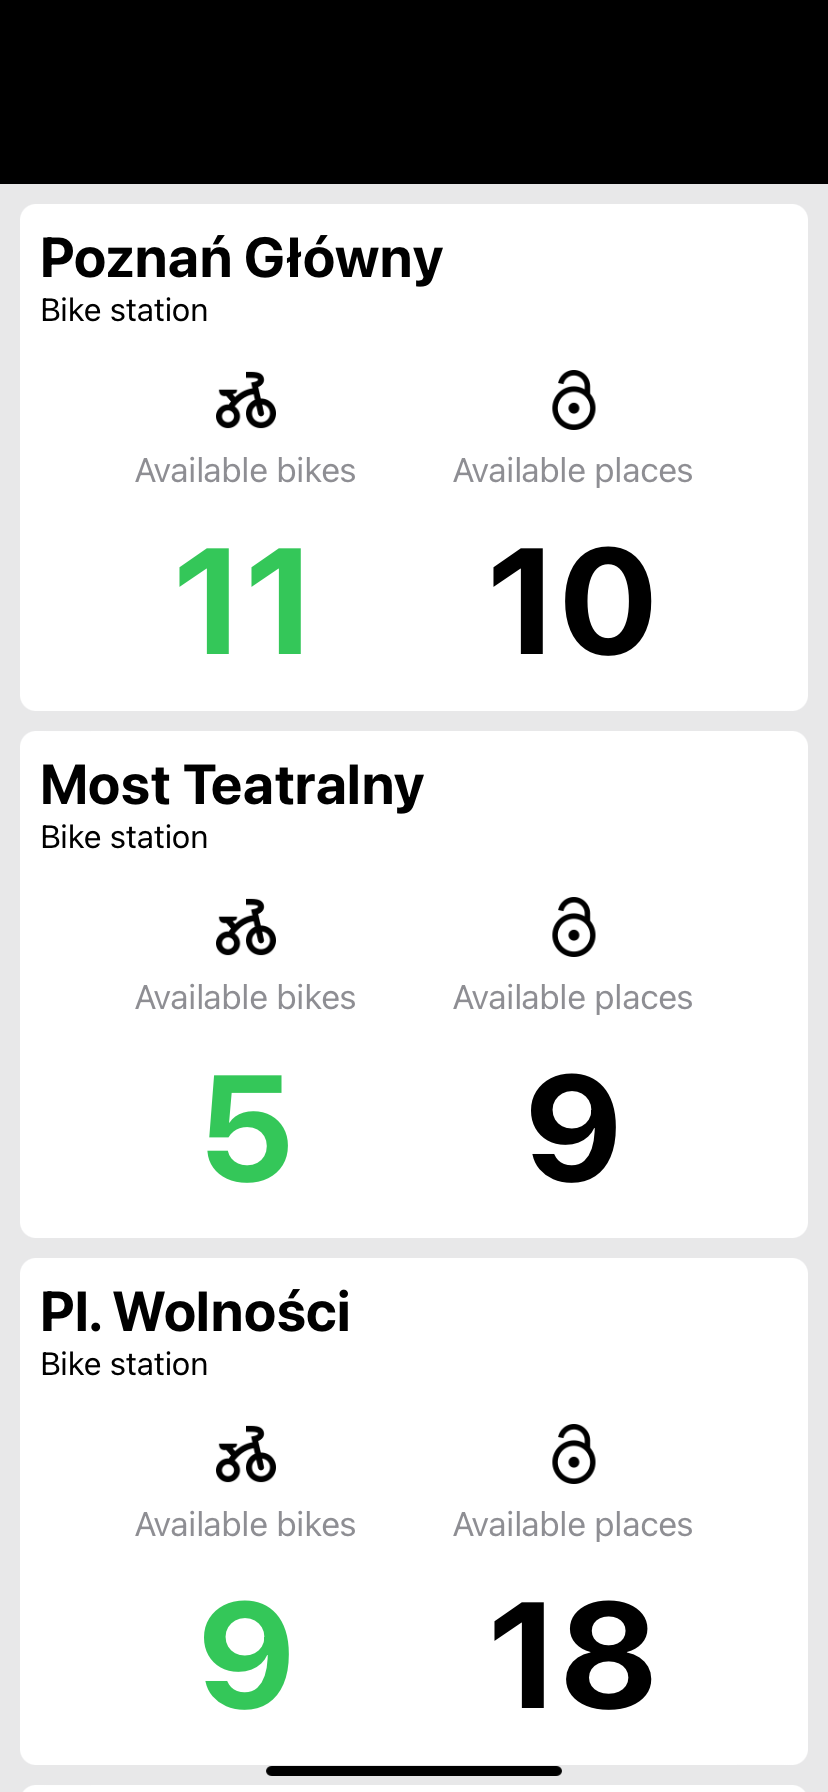 Poznań Główny
Bike station
Available bikes
Available places
11
10
Most Teatralny
Bike station
Available bikes
Available places
5
9
Pl. Wolności
Bike station
Available bikes
Available places
9
18